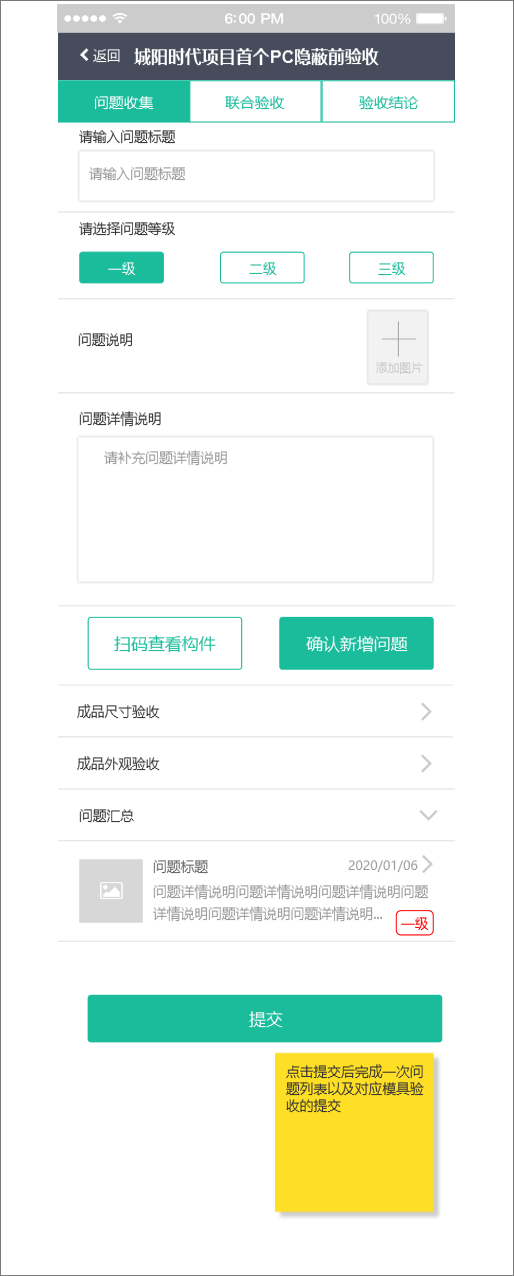 6:00 PM
100%
返回
城阳时代项目首个PC隐蔽前验收
问题收集
联合验收
验收结论
请输入问题标题
请输入问题标题
请选择问题等级
一级
二级
三级
问题说明
添加图片
问题详情说明
请补充问题详情说明
扫码查看构件
确认新增问题
成品尺寸验收
成品外观验收
问题汇总
问题标题
2020/01/06
问题详情说明问题详情说明问题详情说明问题
详情说明问题详情说明问题详情说明...
一级
提交
点击提交后完成一次问
题列表以及对应模具验
收的提交